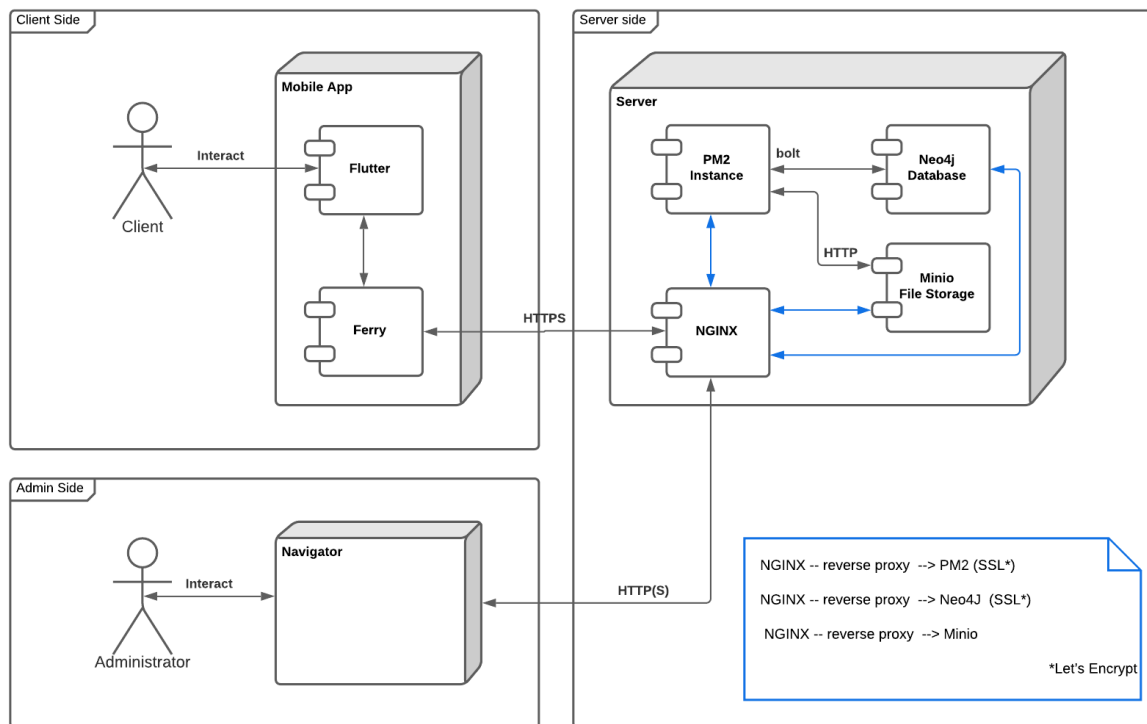 Client Side
Mobile App
Interact
Flutter
Client
Ferry
HTTPS
Server side
Server
PM2
Instance
bolt
Neo4j
Database
HTTP
Minio
File Storage
NGINX
Admin Side
Navigator
Interact
Administrator
HTTP(S)
NGINX -- reverse proxy --> PM2 (SSL*)
NGINX -- reverse proxy --> Neo4J (SSL*)
NGINX -- reverse proxy --> Minio
*Let's Encrypt